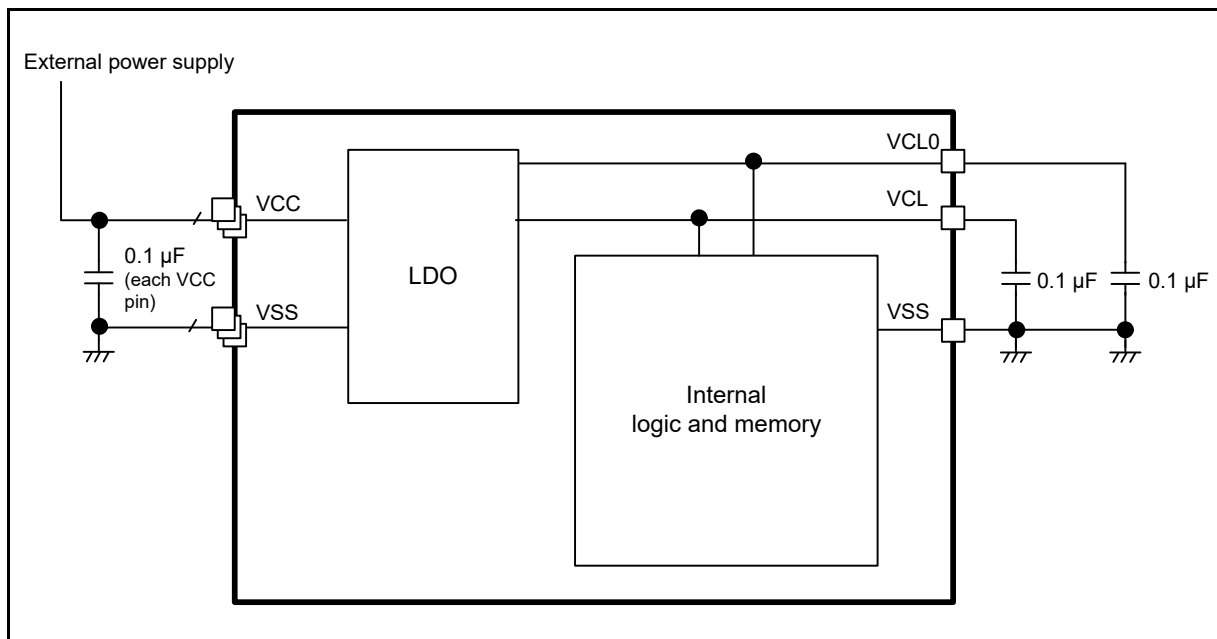 External power supply
VCL0
VCC
VCL
0.1 µF
(each VCC
pin)
LDO
0.1 µF
0.1 µF
VSS
VSS
Internal
logic and memory